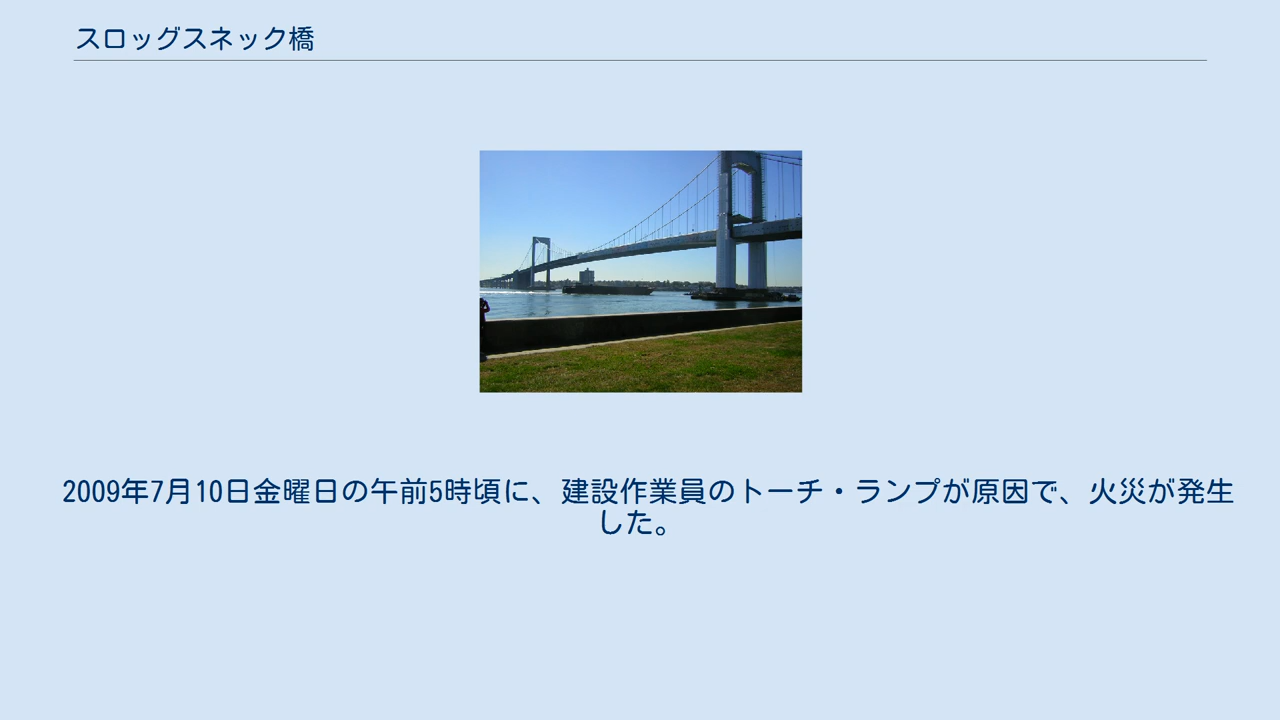 スロッグスネック橋
2009年7月10日金曜日の午前5時頃に、建設作業員のトーチ・ランプが原因で、火災が発生
した。